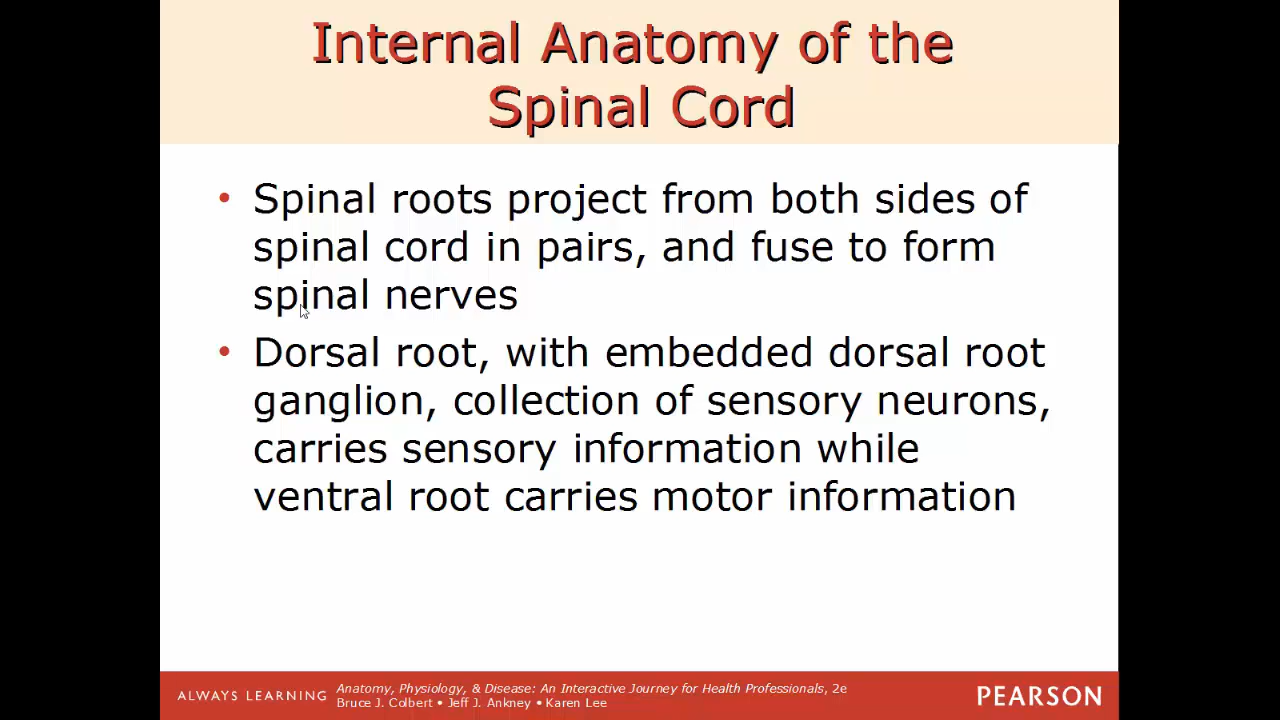 Internal Anatomy of the
Spinal Cord
• Spinal roots project from both sides of
spinal cord in pairs, and fuse to form
spinal nerves
• Dorsal root, with embedded dorsal root
ganglion, collection of sensory neurons,
carries sensory information while
ventral root carries motor information
ALWAYS LEARNING
Anatomy, Physiology, & Disease: An Interactive Journey for Health Professionals, 2e
Bruce J. Colbert • Jeff J. Ankney • Karen Lee
PEARSON